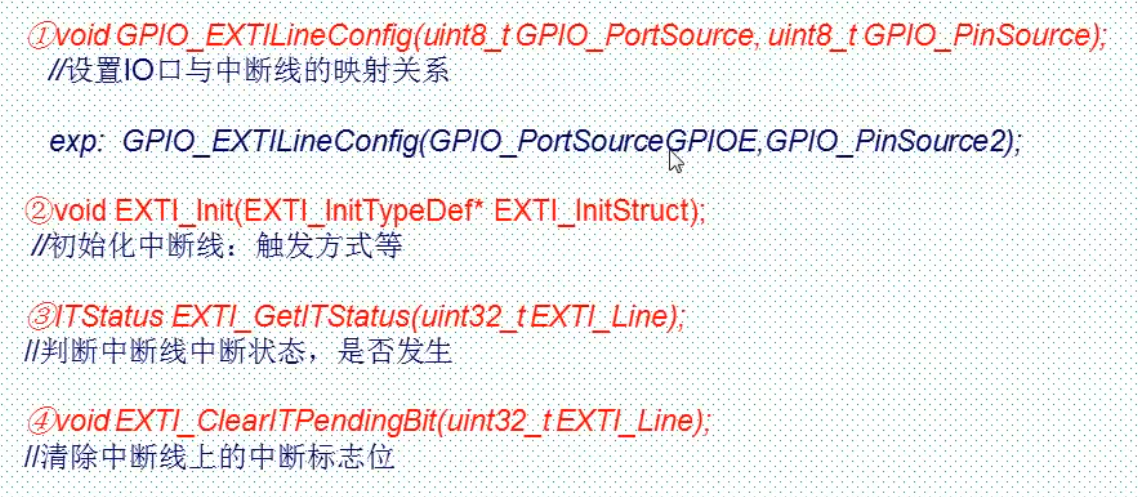 ①void GPIO_EXTILineConfig(uint8_t GPIO_PortSource, uint8_t GPIO_PinSource);
//设置IO口与中断线的映射关系
exp: GPIO_EXTILineConfig(GPIO_PortSourceGPIOE,GPIO_PinSource2);
②void EXTI_Init(EXTI_InitTypeDef* EXTI_InitStruct);
//初始化中断线：触发方式等
③ITStatus EXTI_GetITStatus(uint32_t EXTI_Line);
//判断中断线中断状态，是否发生
④void EXTI_ClearITPendingBit(uint32_t EXTI_Line);
//清除中断线上的中断标志位